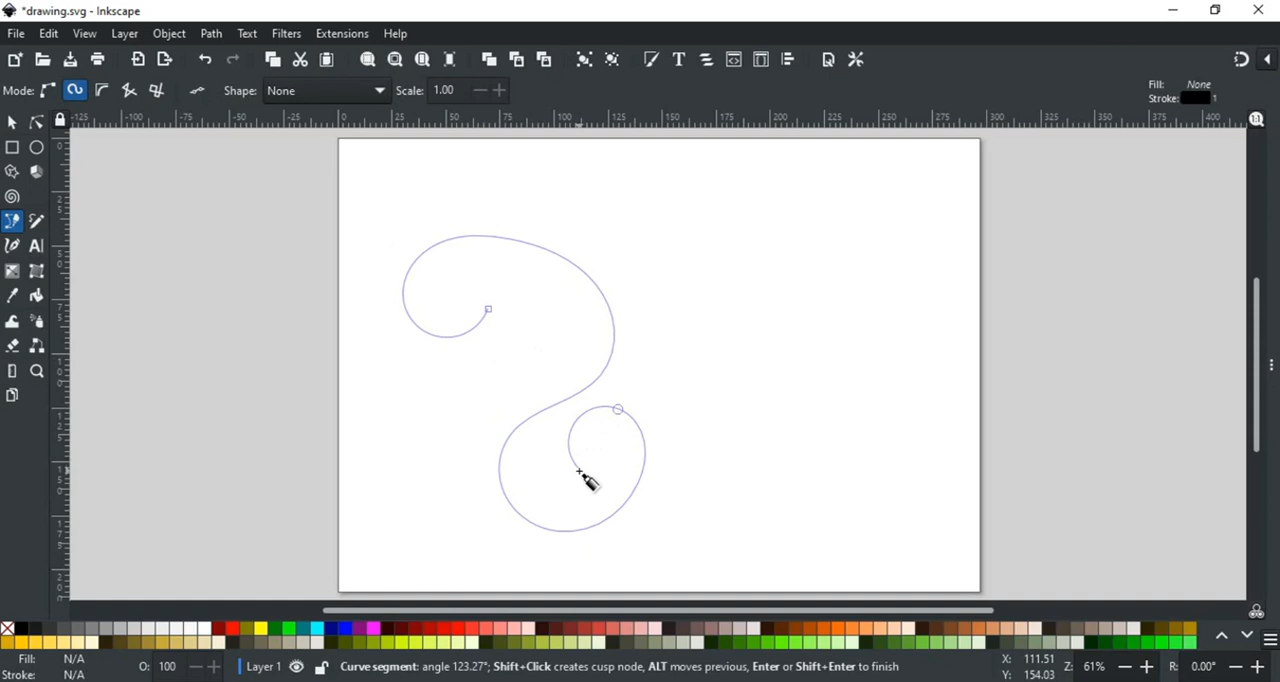 *drawing.svg - Inkscape
File Edit View Layer Object Path Text Filters Extensions Help
Mode: Shape: None Scale: 1.00 Fill: None
Stroke: 1
-125 -100 -75 -50 -25 0 25 50 75 100 125 150 175 200 225 250 275 300 325 350 375 400
Fill: N/A O: 100 Layer 1 Curve segment: angle 123.27°; Shift+Click creates cusp node, ALT moves previous, Enter or Shift+Enter to finish X: 111.51 Z: 61% R: 0.00°
Stroke: N/A Y: 154.03